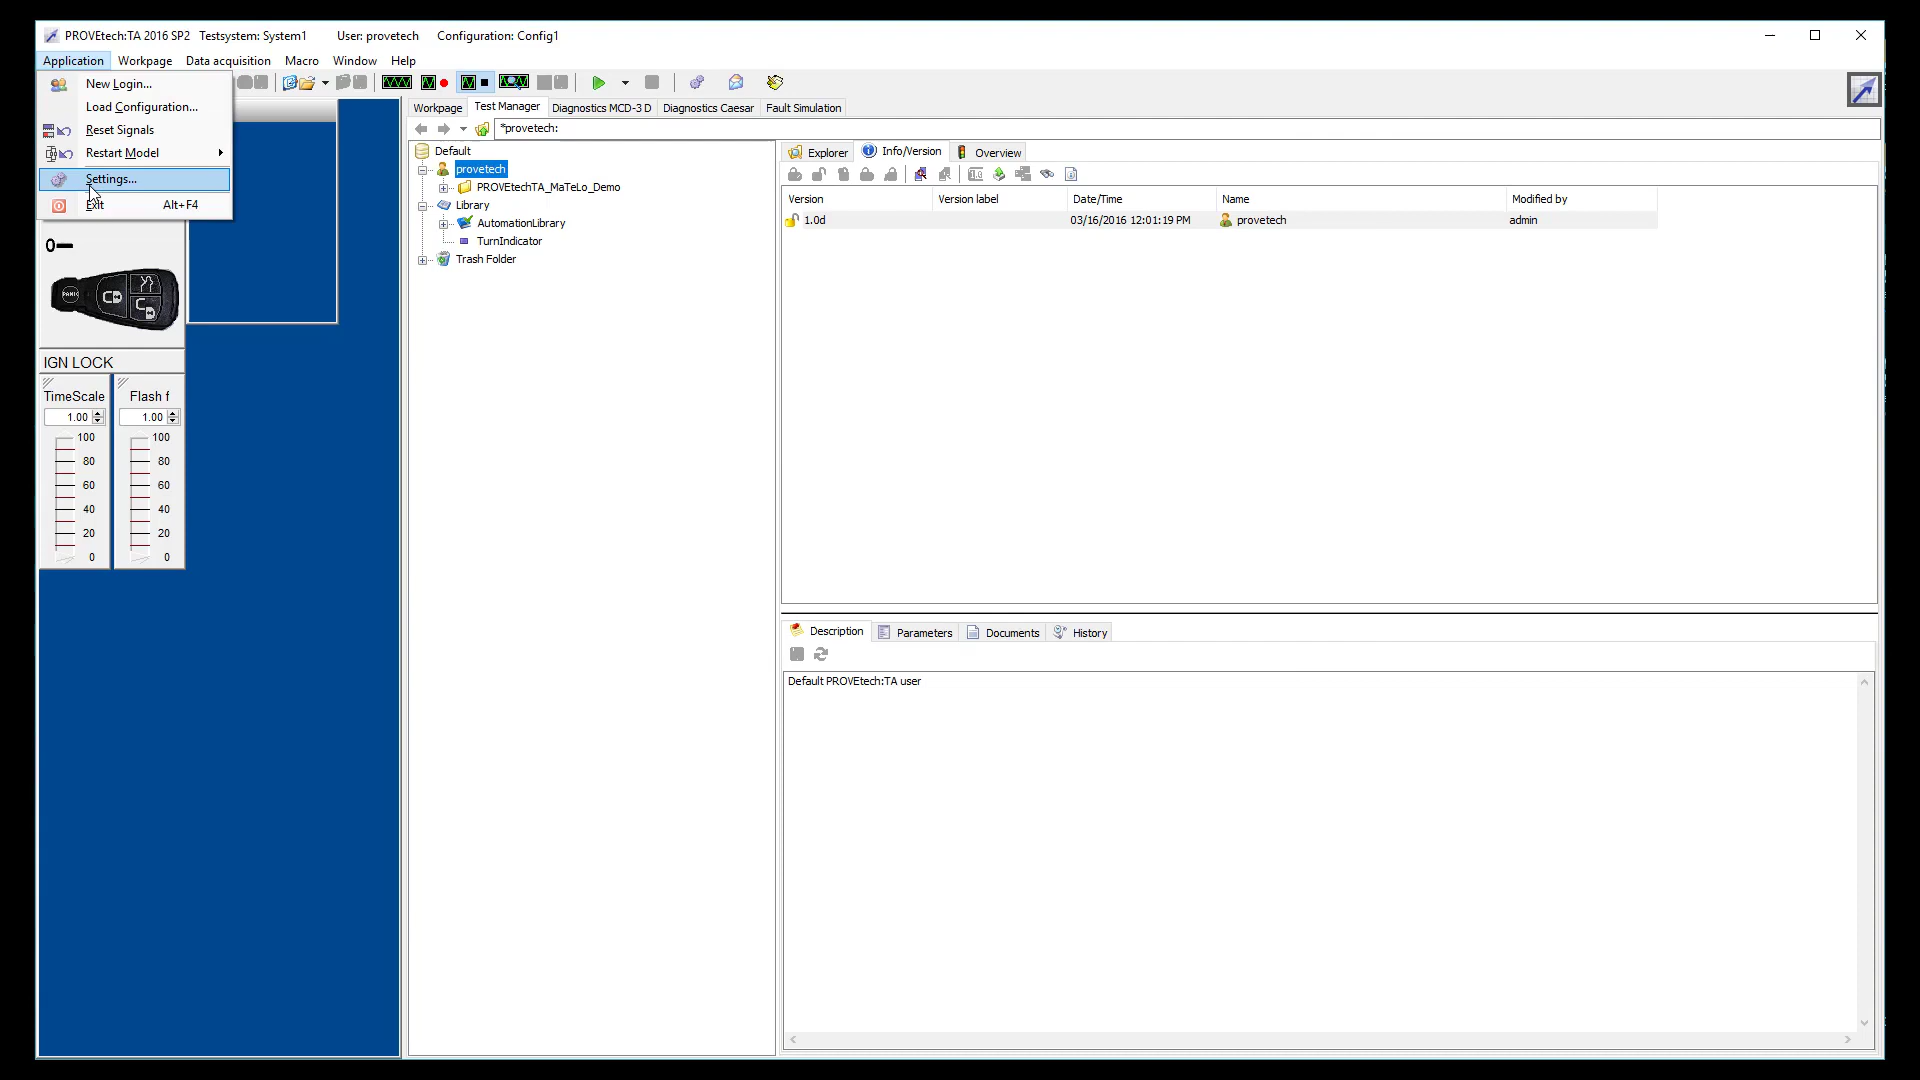 PROVEtech:TA 2016 SP2 Testsystem: System1 User: provetech Configuration: Config1
Application Workpage Data acquisition Macro Window Help
New Login...
Load Configuration...
Reset Signals
Restart Model
Settings...
Exit Alt+F4
Workpage Test Manager Diagnostics MCD-3 D Diagnostics Caesar Fault Simulation
*provetech:
Default
provetech
PROVEtechTA_MaTeLo_Demo
Library
AutomationLibrary
TurnIndicator
Trash Folder
Explorer Info/Version Overview
Version Version label Date/Time Name Modified by
1.0d 03/16/2016 12:01:19 PM provetech admin
0
PANIC
IGN LOCK
TimeScale Flash f
1.00 1.00
100 100
80 80
60 60
40 40
20 20
0 0
Description Parameters Documents History
Default PROVEtech:TA user